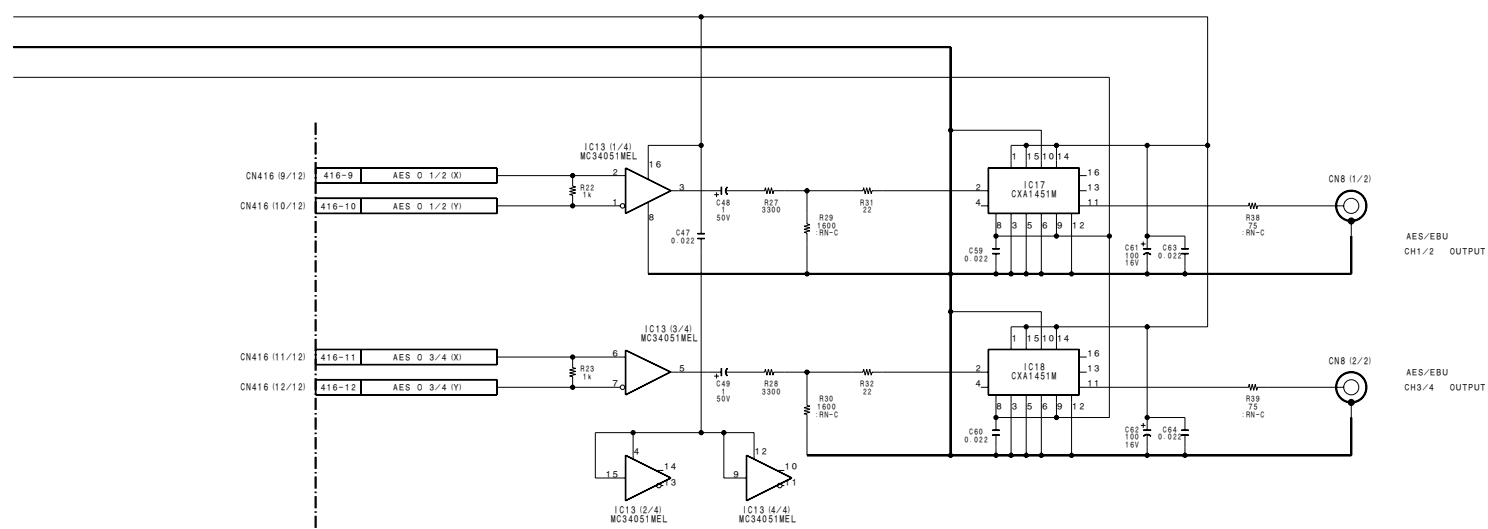 IC13 (1/4)
MC34051MEL
16
CN416 (9/12) 416-9 AES O 1/2 (X)
2
R22
1k
3
CN416 (10/12) 416-10 AES O 1/2 (Y)
1
8
C47
0.022
+
C48
1
50V
R27
3300
R29
1600
:RN-C
R31
22
1 15 10 14
2
4
IC17
CXA1451M
16
13
11
8 3 5 6 9 12
C59
0.022
+
C61
100
16V
C63
0.022
R38
75
:RN-C
CN8 (1/2)
AES/EBU
CH1/2 OUTPUT
IC13 (3/4)
MC34051MEL
CN416 (11/12) 416-11 AES O 3/4 (X)
6
R23
1k
5
CN416 (12/12) 416-12 AES O 3/4 (Y)
7
+
C49
1
50V
R28
3300
R30
1600
:RN-C
R32
22
1 15 10 14
2
4
IC18
CXA1451M
16
13
11
8 3 5 6 9 12
C60
0.022
+
C62
100
16V
C64
0.022
R39
75
:RN-C
CN8 (2/2)
AES/EBU
CH3/4 OUTPUT
4
15
14
13
IC13 (2/4)
MC34051MEL
12
9
10
11
IC13 (4/4)
MC34051MEL